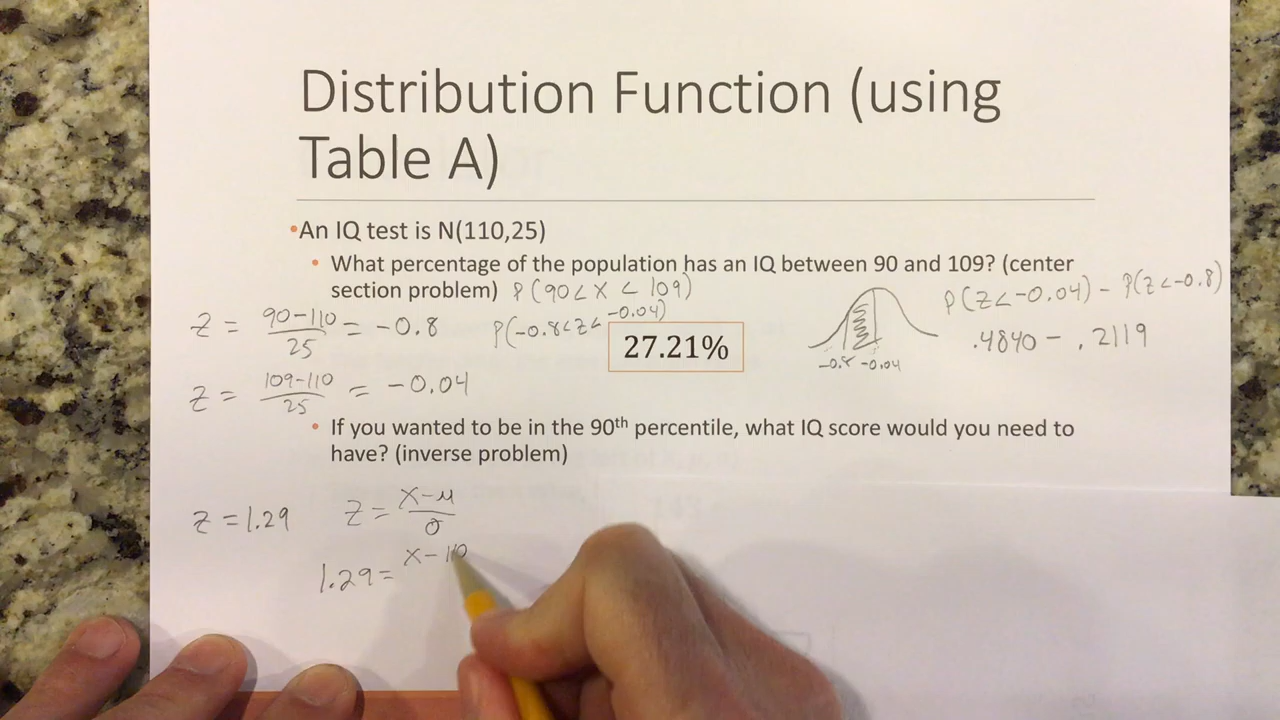 Distribution Function (using
Table A)
•An IQ test is N(110,25)
• What percentage of the population has an IQ between 90 and 109? (center
section problem) P(90<X<109)
Z = 90-110/25 = -0.8
P(-0.8<Z<-0.04)
27.21%
-0.8 -0.04
P(Z<-0.04) - P(Z<-0.8)
.4840 - .2119
Z = 109-110/25 = -0.04
• If you wanted to be in the 90th percentile, what IQ score would you need to
have? (inverse problem)
Z = 1.29
Z = X-μ/σ
1.29 = X-110